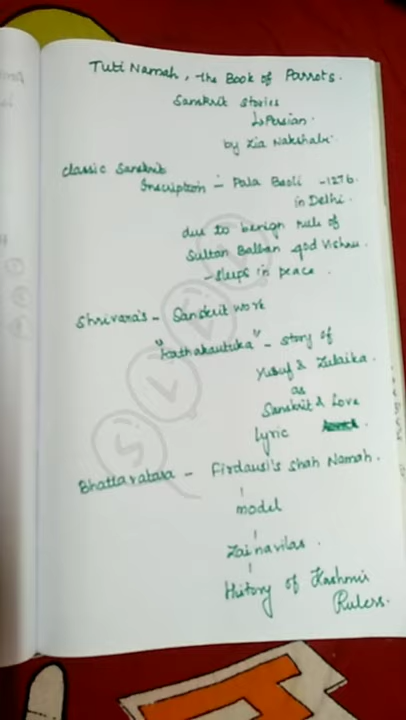 Tuti Namah, The Book of Parrots.
Sanskrit stories
↳ Persian
by Zia Nakshabi
Classic Sanskrit
Inscription - Pala Baoli - 1276
in Delhi.
due to benign rule of
Sultan Balban god Vishnu
- Sleeps in peace.
Shrivara's - Sanskrit work
"Kathakautuka" - story of
Yusuf & Zulaika
as
Sanskrit & Love
Lyric
Bhattavatara - Firdausi's Shah Namah.
model
Zainavilas.
History of Kashmir
Rulers.
SLLY